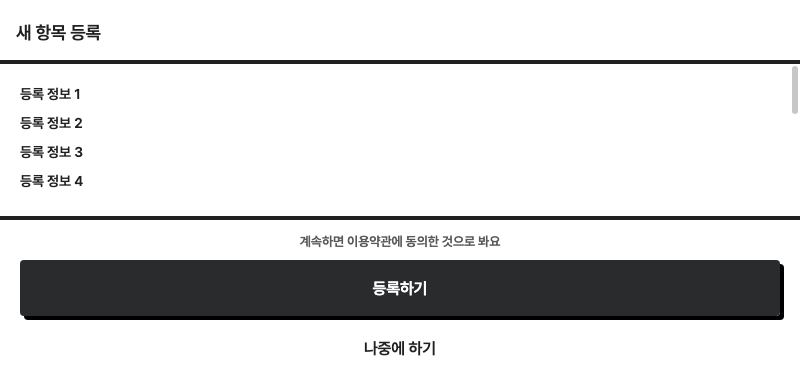 새 항목 등록
등록 정보 1
등록 정보 2
등록 정보 3
등록 정보 4
계속하면 이용약관에 동의한 것으로 봐요
등록하기
나중에 하기